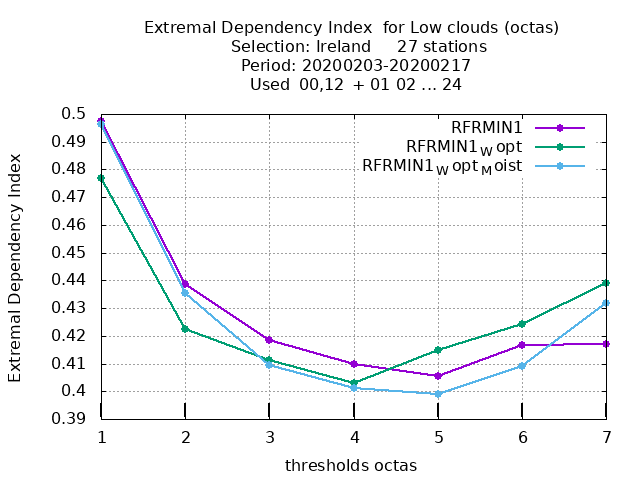 Extremal Dependency Index for Low clouds (octas)
Selection: Ireland 27 stations
Period: 20200203-20200217
Used 00,12 + 01 02 ... 24
RFRMIN1
RFRMIN1Wopt
RFRMIN1WoptMoist
0.5
0.49
0.48
0.47
0.46
0.45
0.44
0.43
0.42
0.41
0.4
0.39
Extremal Dependency Index
1 2 3 4 5 6 7
thresholds octas